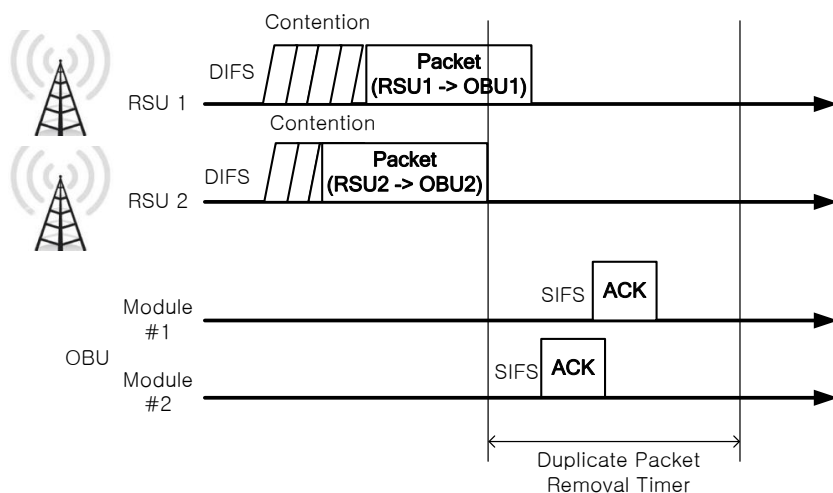 Contention
DIFS
Packet
(RSU1 -> OBU1)
RSU 1
Contention
DIFS
Packet
(RSU2 -> OBU2)
RSU 2
SIFS
ACK
Module
#1
OBU
SIFS
ACK
Module
#2
Duplicate Packet
Removal Timer